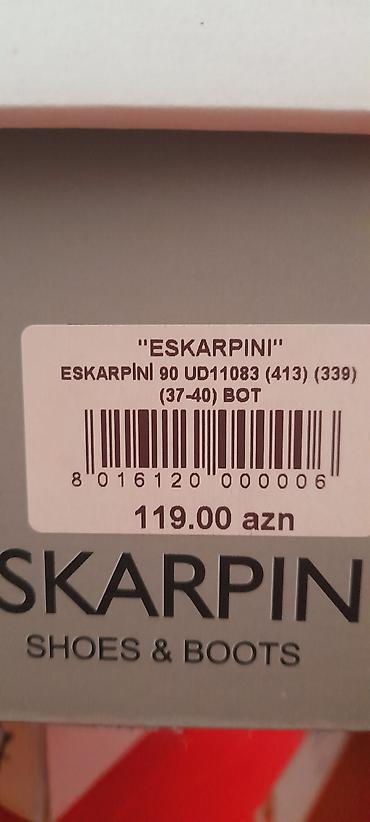 "ESKARPINI"
ESKARPİNİ 90 UD11083 (413) (339)
(37-40) BOT
8 016120 000006
119.00 azn
SKARPIN
SHOES & BOOTS